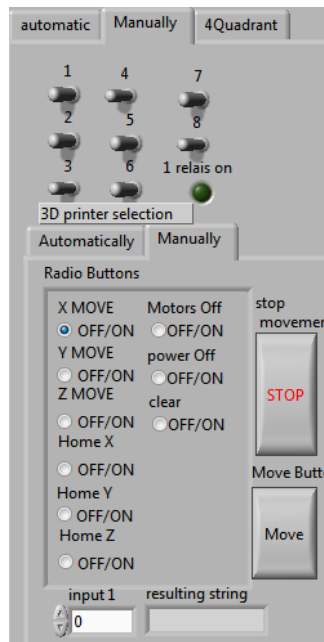 automatic Manually 4Quadrant
1 4 7
2 5 8
3 6 1 relais on
3D printer selection
Automatically Manually
Radio Buttons
X MOVE Motors Off stop
OFF/ON OFF/ON movemen
Y MOVE power Off
OFF/ON OFF/ON
Z MOVE clear STOP
OFF/ON OFF/ON
Home X
OFF/ON Move Butt
Home Y
OFF/ON
Home Z Move
OFF/ON
input 1 resulting string
0